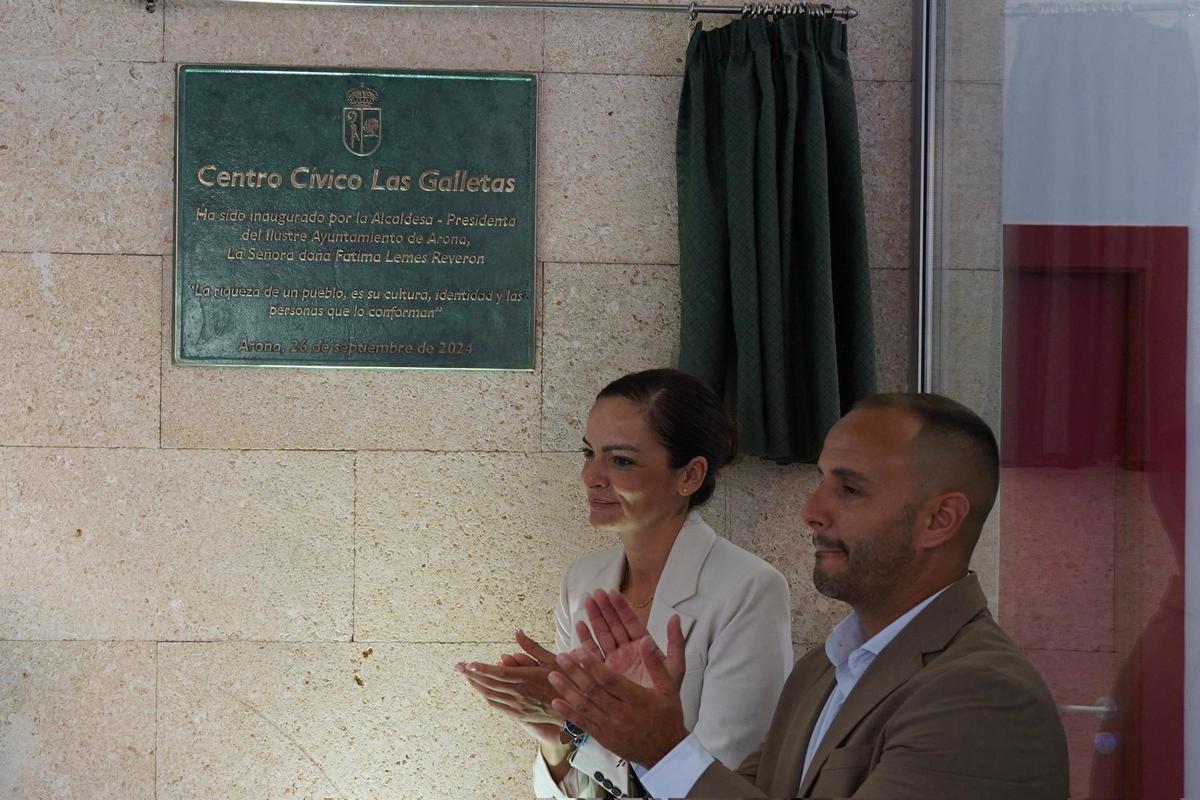 Centro Cívico Las Galletas
Ha sido inaugurado por la Alcaldesa - Presidenta
del Ilustre Ayuntamiento de Arona,
La Señora doña Fátima Lemes Reveron
"La riqueza de un pueblo, es su cultura, identidad y las
personas que lo conforman"
Arona, 26 de septiembre de 2024